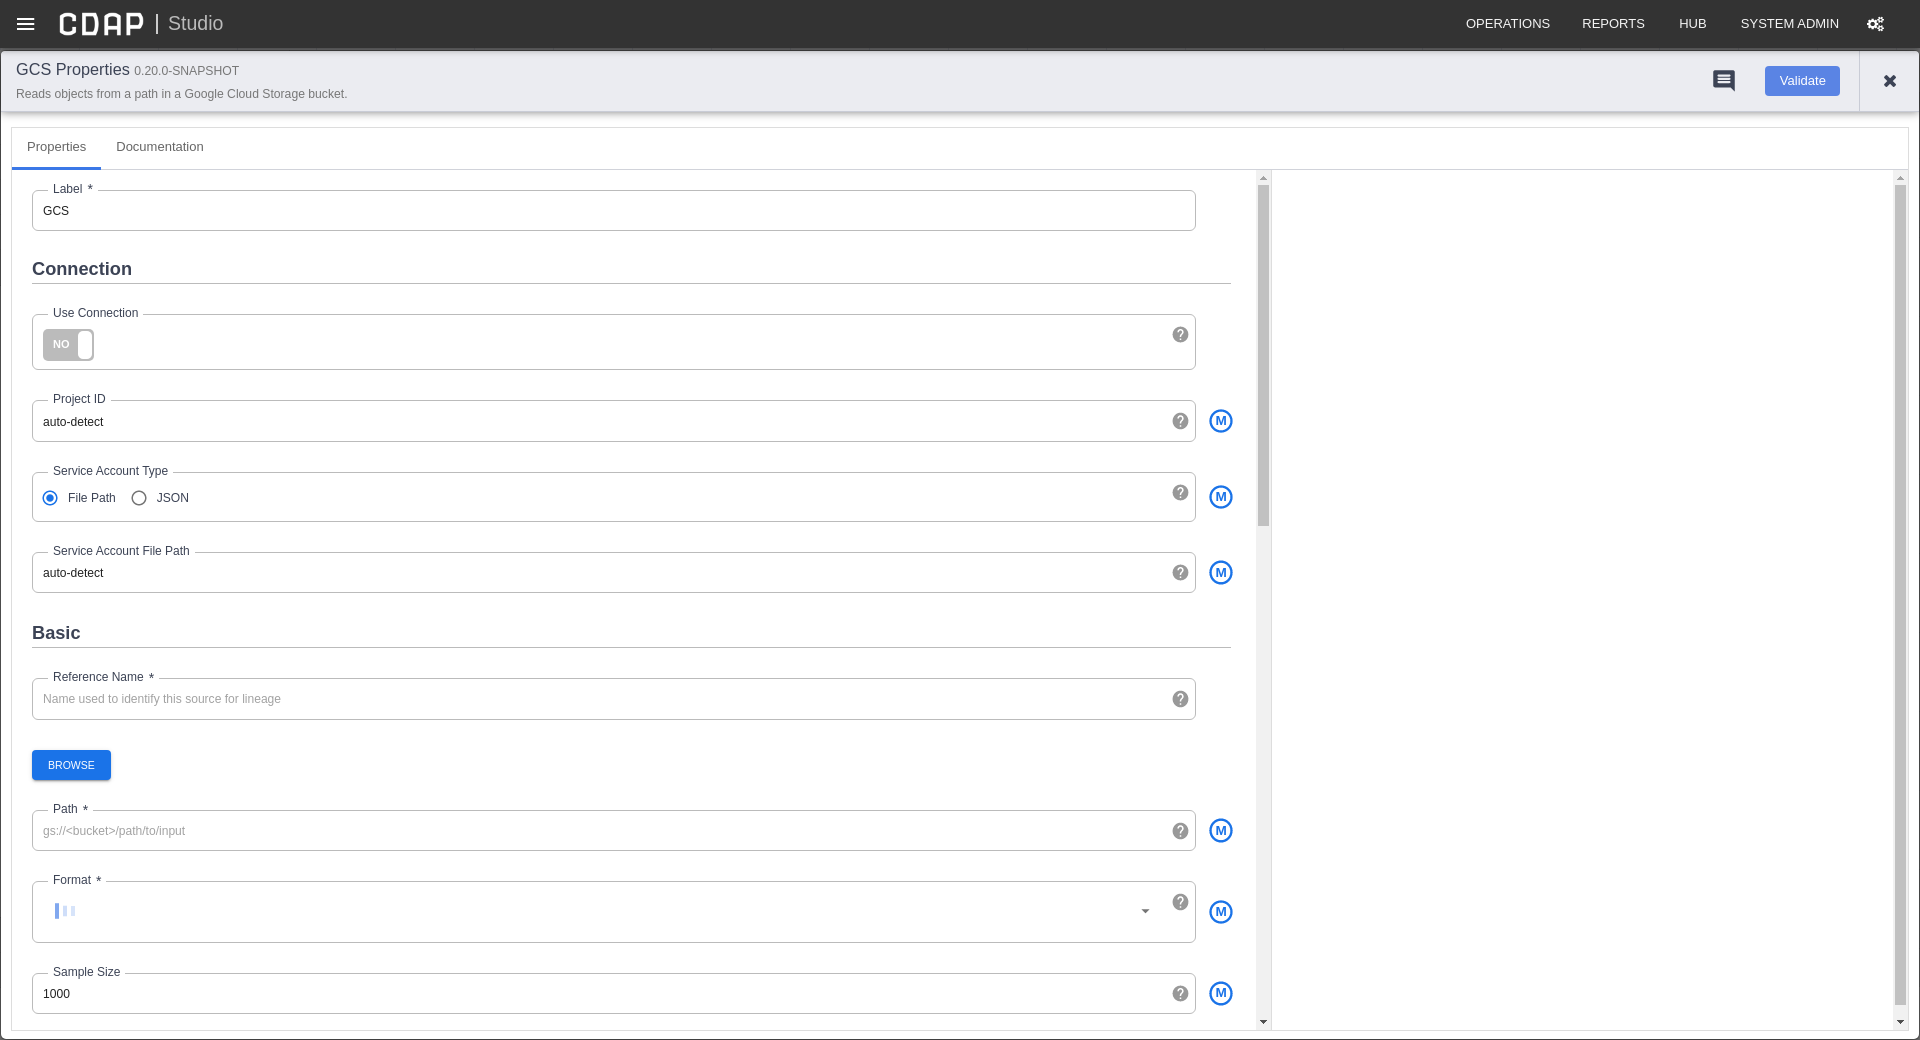 CDAP | Studio
OPERATIONS REPORTS HUB SYSTEM ADMIN
GCS Properties 0.20.0-SNAPSHOT
Reads objects from a path in a Google Cloud Storage bucket.
Validate
Properties Documentation
Label *
GCS
Connection
Use Connection
NO
?
Project ID
auto-detect
? M
Service Account Type
File Path JSON
? M
Service Account File Path
auto-detect
? M
Basic
Reference Name *
Name used to identify this source for lineage
?
BROWSE
Path *
gs://<bucket>/path/to/input
? M
Format *
? M
Sample Size
1000
? M